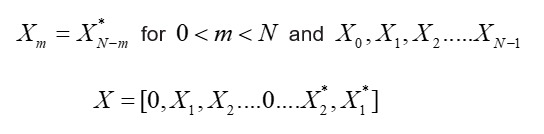 X_m = X*_{N-m} for 0 < m < N and X_0, X_1, X_2.....X_{N-1}
X = [0, X_1, X_2....0....X*_2, X*_1]